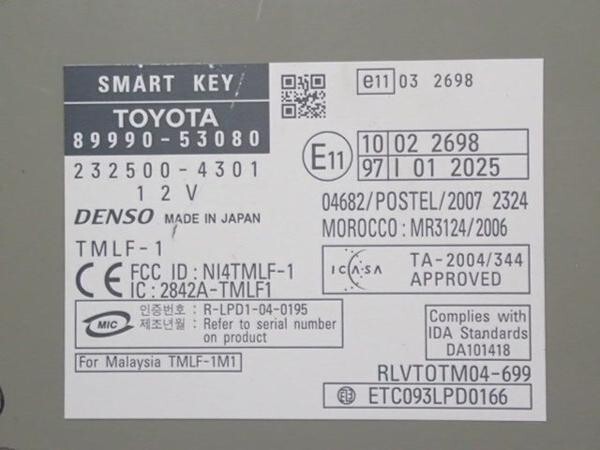 SMART KEY
TOYOTA
89990-53080
232500-4301
12V
DENSO MADE IN JAPAN
TMLF-1
CE FCC ID : NI4TMLF-1
IC : 2842A-TMLF1
MIC 인증번호 : R-LPD1-04-0195
제조년월 : Refer to serial number
on product
For Malaysia TMLF-1M1
e11 03 2698
E11 10 02 2698
97 I 01 2025
04682/POSTEL/2007 2324
MOROCCO : MR3124/2006
ICASA TA-2004/344
APPROVED
Complies with
IDA Standards
DA101418
RLVTOTM04-699
ETC093LPD0166